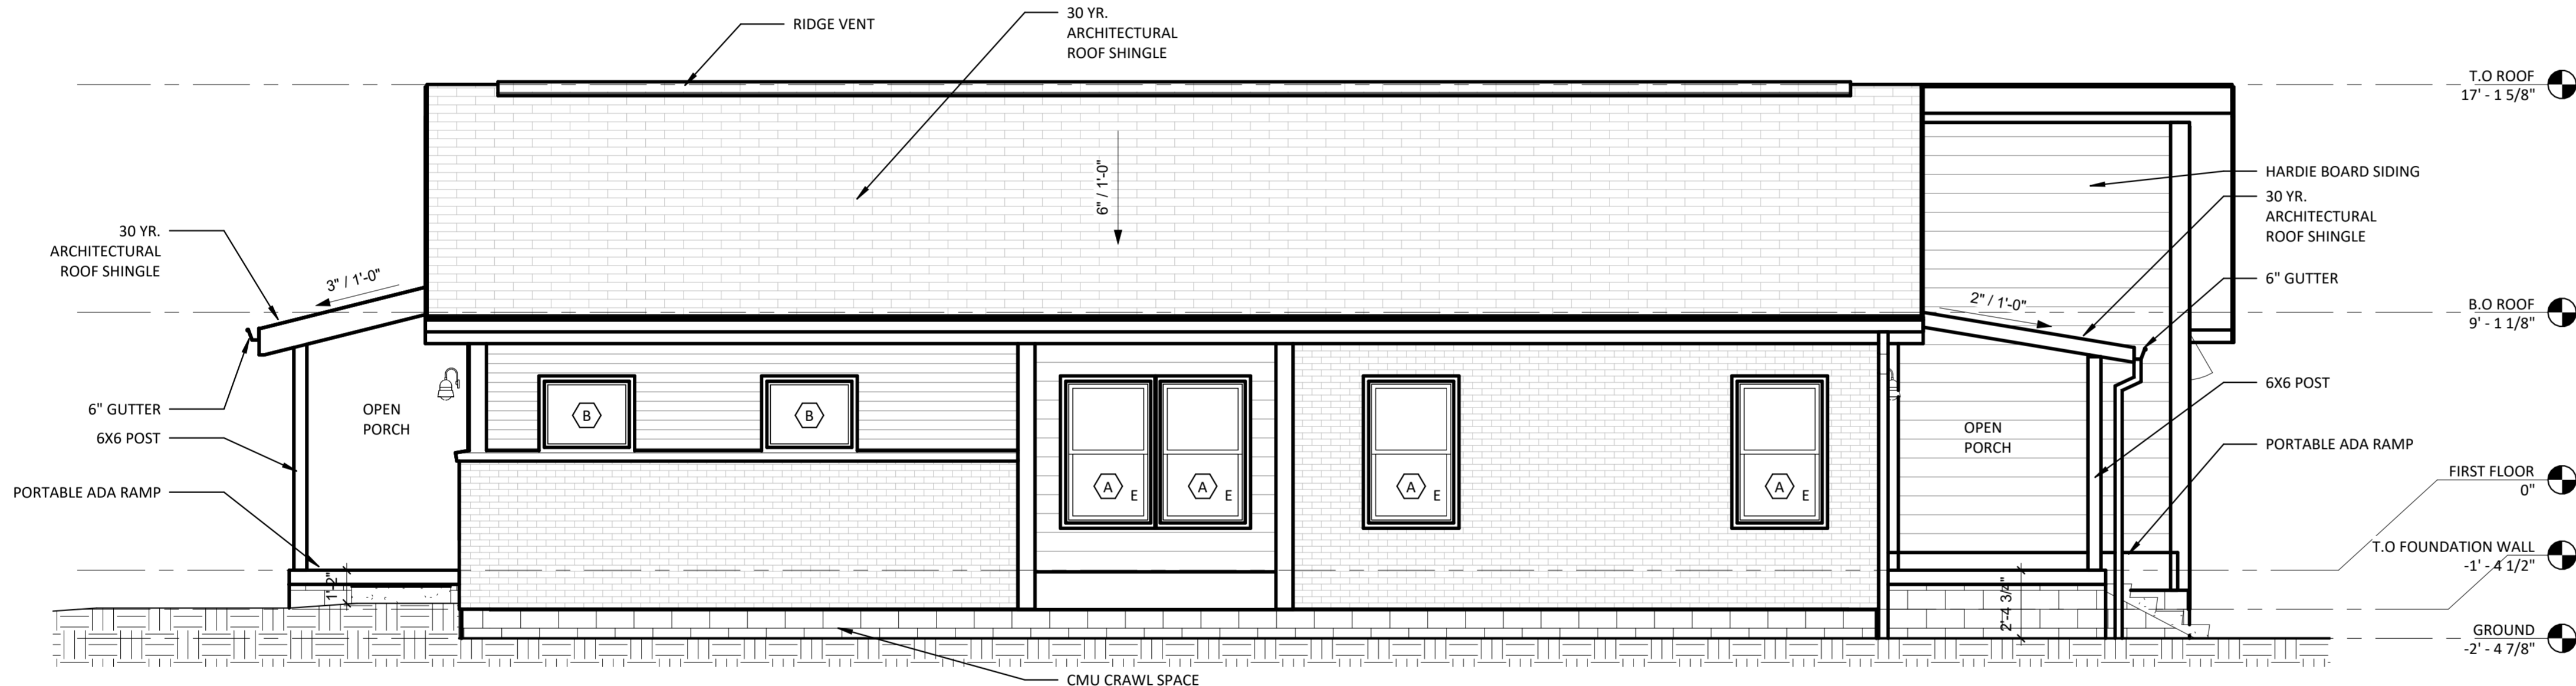 RIDGE VENT
30 YR.
ARCHITECTURAL
ROOF SHINGLE
T.O ROOF
17' - 1 5/8"
6" / 1'-0"
HARDIE BOARD SIDING
30 YR.
ARCHITECTURAL
ROOF SHINGLE
30 YR.
ARCHITECTURAL
ROOF SHINGLE
3" / 1'-0"
6" GUTTER
2" / 1'-0"
B.O ROOF
9' - 1 1/8"
6" GUTTER
6X6 POST
OPEN
PORCH
B
B
6X6 POST
OPEN
PORCH
PORTABLE ADA RAMP
PORTABLE ADA RAMP
A E
A E
A E
A E
FIRST FLOOR
0"
T.O FOUNDATION WALL
-1' - 4 1/2"
1'-2"
2'-4 3/4"
GROUND
-2' - 4 7/8"
CMU CRAWL SPACE